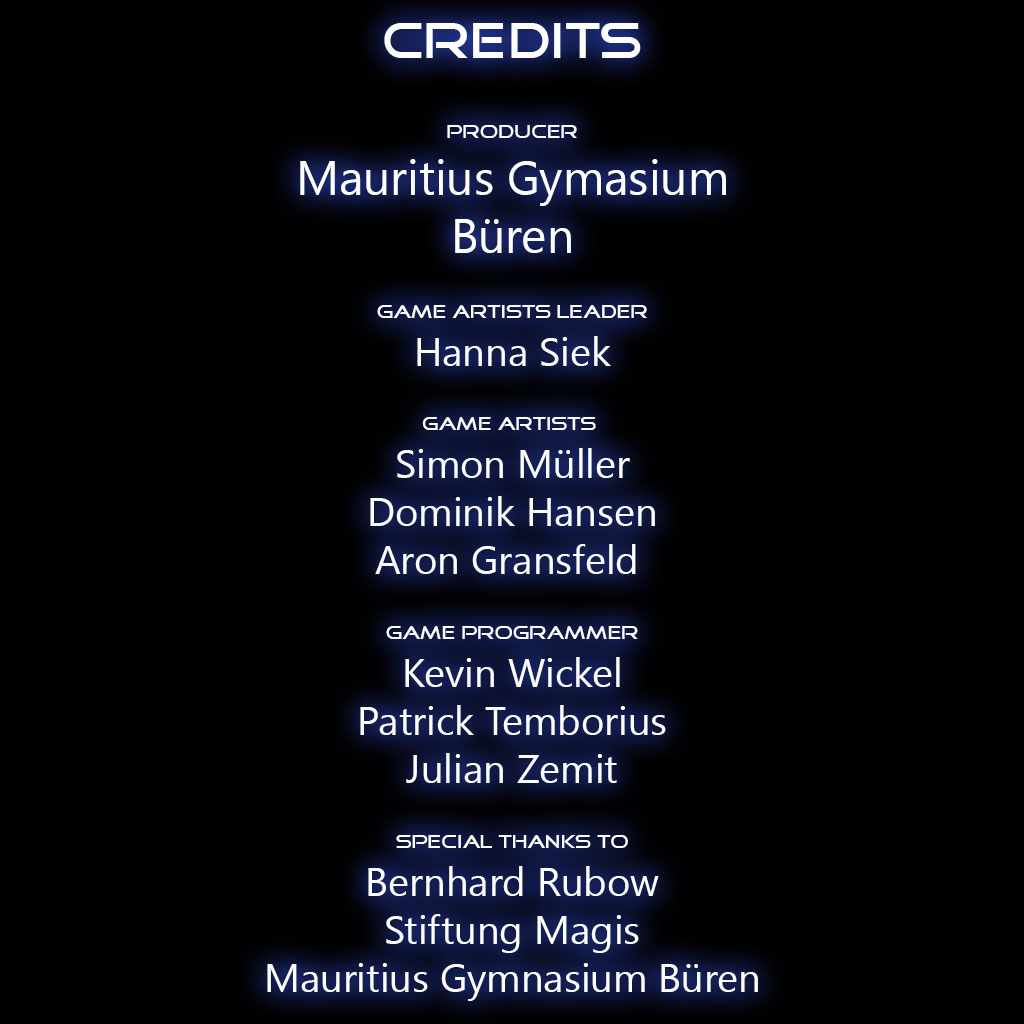 CREDITS
PRODUCER
Mauritius Gymasium
Büren
GAME ARTISTS LEADER
Hanna Siek
GAME ARTISTS
Simon Müller
Dominik Hansen
Aron Gransfeld
GAME PROGRAMMER
Kevin Wickel
Patrick Temborius
Julian Zemit
SPECIAL THANKS TO
Bernhard Rubow
Stiftung Magis
Mauritius Gymnasium Büren